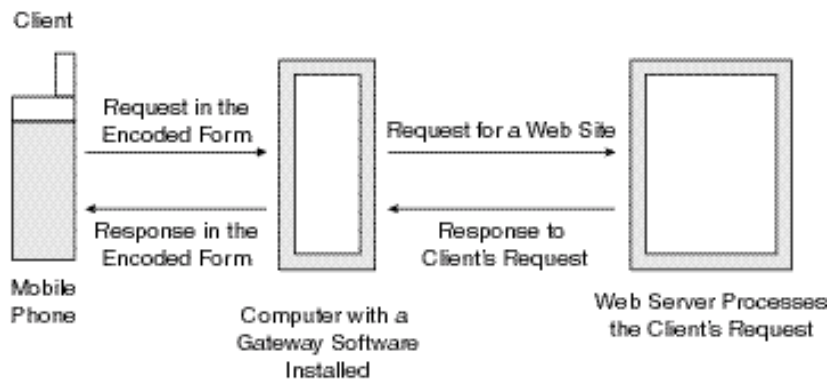 Client
Request in the
Encoded Form
Request for a Web Site
Response in the
Encoded Form
Response to
Client's Request
Mobile
Phone
Computer with a
Gateway Software
Installed
Web Server Processes
the Client's Request